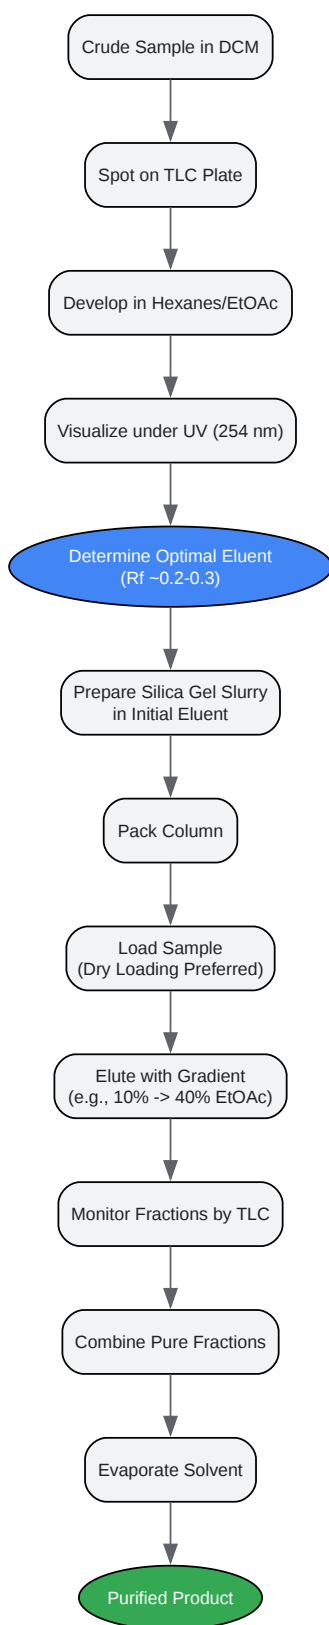 Crude Sample in DCM
Spot on TLC Plate
Develop in Hexanes/EtOAc
Visualize under UV (254 nm)
Determine Optimal Eluent
(Rf ~0.2-0.3)
Prepare Silica Gel Slurry
in Initial Eluent
Pack Column
Load Sample
(Dry Loading Preferred)
Elute with Gradient
(e.g., 10% -> 40% EtOAc)
Monitor Fractions by TLC
Combine Pure Fractions
Evaporate Solvent
Purified Product